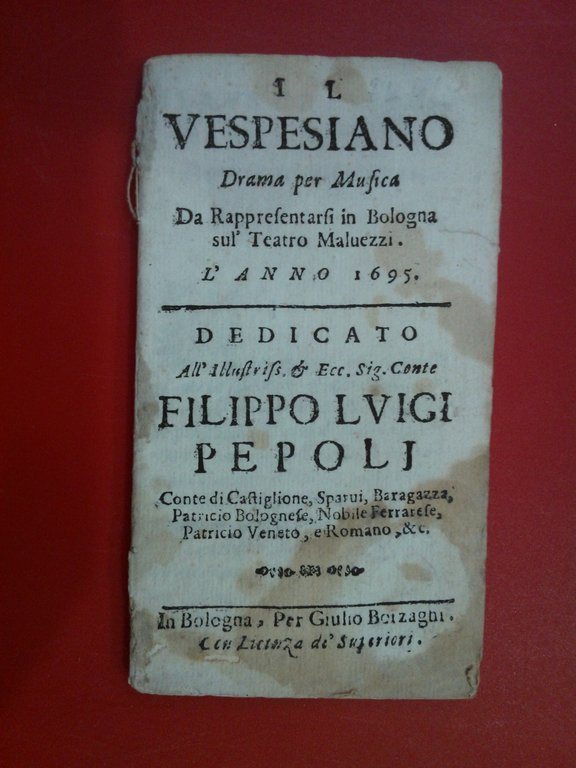 IL
VESPESIANO
Drama per Muſica
Da Rappreſentarſi in Bologna
sul' Teatro Maluezzi.
L'ANNO 1695.
DEDICATO
All' Illuſtriſs. & Ecc. Sig. Conte
FILIPPO LVIGI
PEPOLI
Conte di Caſtiglione, Sparui, Baragazza,
Patricio Bologneſe, Nobile Ferrareſe,
Patricio Veneto, e Romano, &c.
In Bologna, Per Giulio Borzaghi.
Con Licenza de' Superiori.